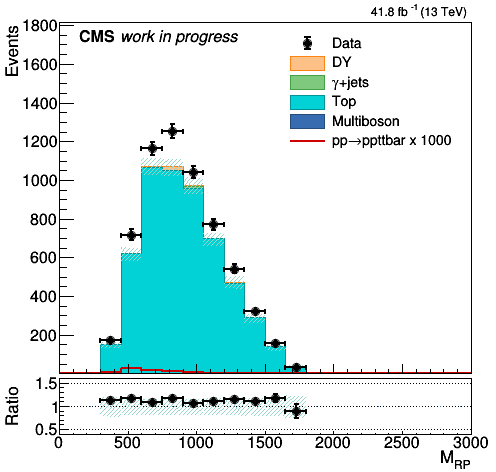 41.8 fb⁻¹ (13 TeV)
CMS work in progress
Events
1800
1600
1400
1200
1000
800
600
400
200
Data
DY
γ+jets
Top
Multiboson
pp→ppttbar x 1000
Ratio
1.5
1
0.5
0 500 1000 1500 2000 2500 3000
M_RP